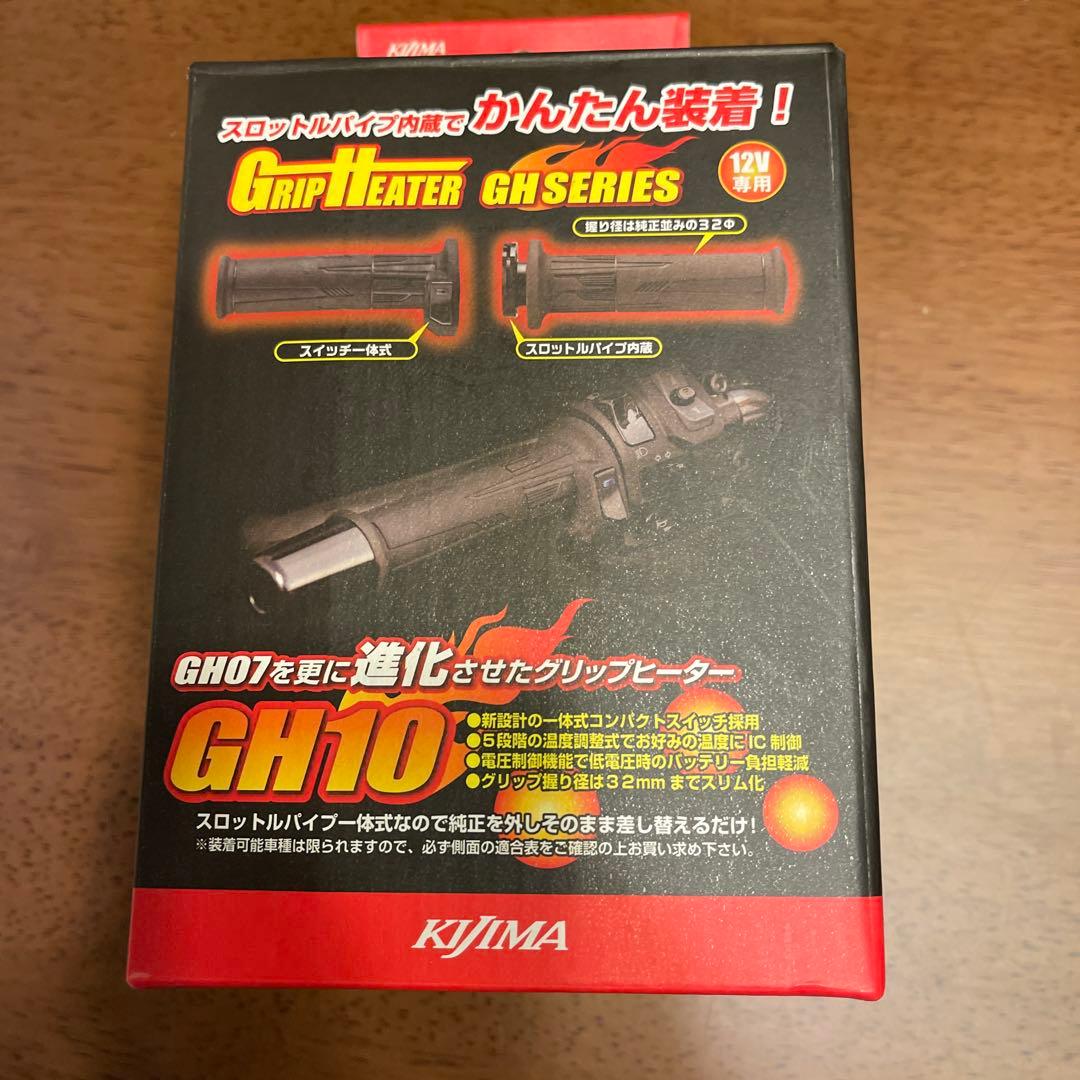 KIJIMA
スロットルパイプ内蔵で かんたん装着！
GRIP HEATER GH SERIES
12V
専用
握り径は純正並みの32Φ
スイッチ一体式
スロットルパイプ内蔵
GH07を更に進化させたグリップヒーター
GH10
●新設計の一体式コンパクトスイッチ採用
●5段階の温度調整式でお好みの温度に IC 制御
●電圧制御機能で低電圧時のバッテリー負担軽減
●グリップ握り径は32mm までスリム化
スロットルパイプ一体式なので純正を外しそのまま差し替えるだけ！
※装着可能車種は限られますので、必ず側面の適合表をご確認の上お買い求め下さい。
KIJIMA